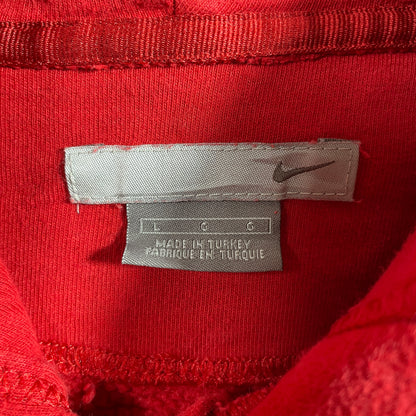 L G G
MADE IN TURKEY
FABRIQUE EN TURQUIE